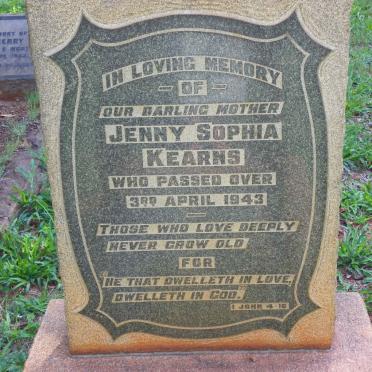 IN LOVING MEMORY
— OF —
OUR DARLING MOTHER
JENNY SOPHIA
KEARNS
WHO PASSED OVER
3RD APRIL 1943
—
THOSE WHO LOVE DEEPLY
NEVER GROW OLD
FOR
"HE THAT DWELLETH IN LOVE,
DWELLETH IN GOD."
1 JOHN 4-16